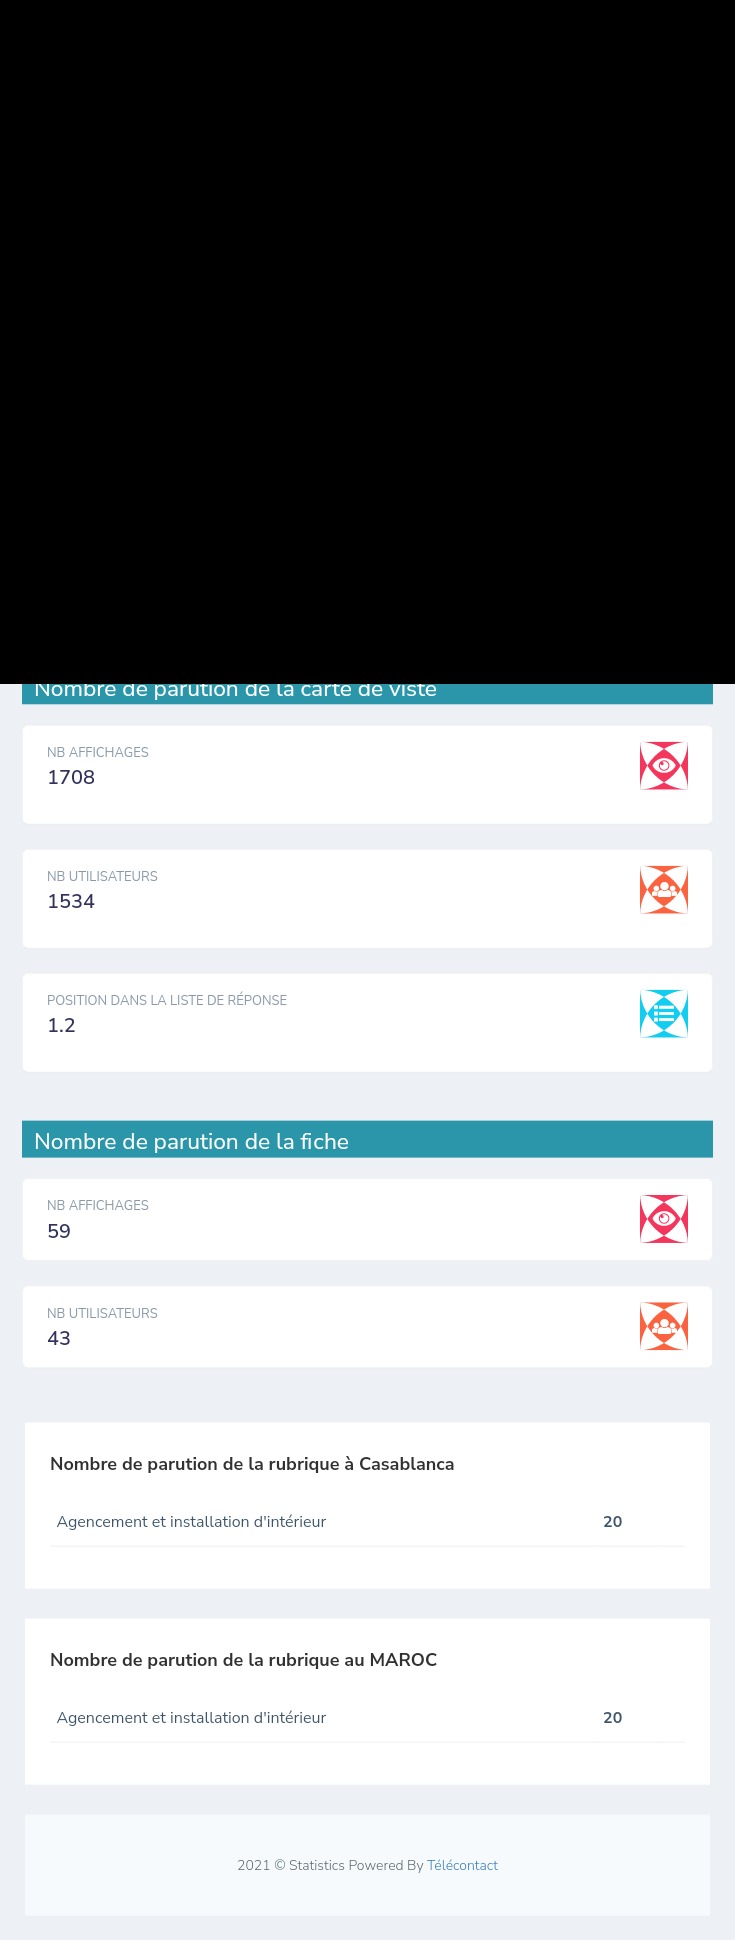 Nombre de parution de la carte de viste
NB AFFICHAGES
1708
NB UTILISATEURS
1534
POSITION DANS LA LISTE DE RÉPONSE
1.2
Nombre de parution de la fiche
NB AFFICHAGES
59
NB UTILISATEURS
43
Nombre de parution de la rubrique à Casablanca
Agencement et installation d'intérieur 20
Nombre de parution de la rubrique au MAROC
Agencement et installation d'intérieur 20
2021 © Statistics Powered By Télécontact